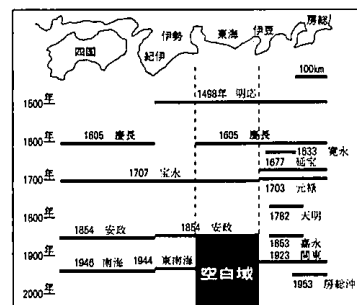 房総
伊勢 東海 伊豆
四国 紀伊
100km
1500年 1498年 明応
1600年 1605 慶長 1605 慶長
1633 寛永
1677 延宝
1700年 1707 宝永
1703 元禄
1782 天明
1800年
1854 安政 1854 安政
1853 嘉永
1900年 1923 関東
1946 南海 1944 東南海 空白域
1953 房総沖
2000年